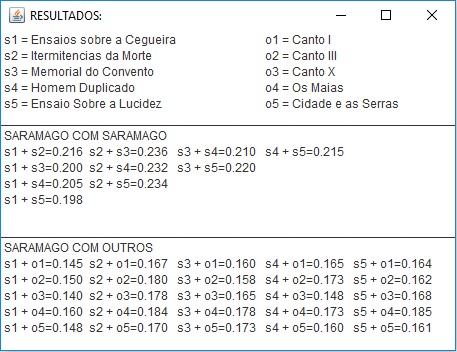 RESULTADOS:
s1 = Ensaios sobre a Cegueira o1 = Canto I
s2 = Itermitencias da Morte o2 = Canto III
s3 = Memorial do Convento o3 = Canto X
s4 = Homem Duplicado o4 = Os Maias
s5 = Ensaio Sobre a Lucidez o5 = Cidade e as Serras
SARAMAGO COM SARAMAGO
s1 + s2=0.216 s2 + s3=0.236 s3 + s4=0.210 s4 + s5=0.215
s1 + s3=0.200 s2 + s4=0.232 s3 + s5=0.220
s1 + s4=0.205 s2 + s5=0.234
s1 + s5=0.198
SARAMAGO COM OUTROS
s1 + o1=0.145 s2 + o1=0.167 s3 + o1=0.160 s4 + o1=0.165 s5 + o1=0.164
s1 + o2=0.150 s2 + o2=0.180 s3 + o2=0.158 s4 + o2=0.173 s5 + o2=0.162
s1 + o3=0.140 s2 + o3=0.178 s3 + o3=0.165 s4 + o3=0.148 s5 + o3=0.168
s1 + o4=0.160 s2 + o4=0.184 s3 + o4=0.178 s4 + o4=0.173 s5 + o4=0.185
s1 + o5=0.148 s2 + o5=0.170 s3 + o5=0.173 s4 + o5=0.160 s5 + o5=0.161